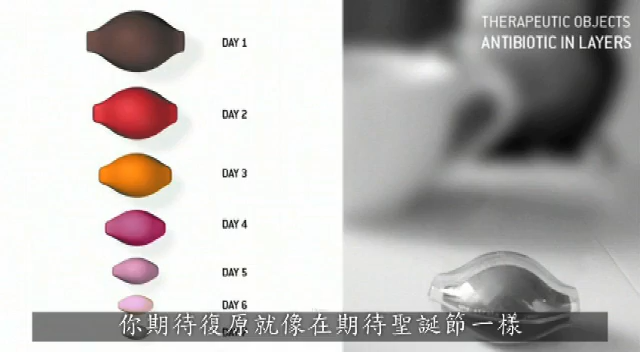 THERAPEUTIC OBJECTS
ANTIBIOTIC IN LAYERS
DAY 1
DAY 2
DAY 3
DAY 4
DAY 5
DAY 6
你期待復原就像在期待聖誕節一樣